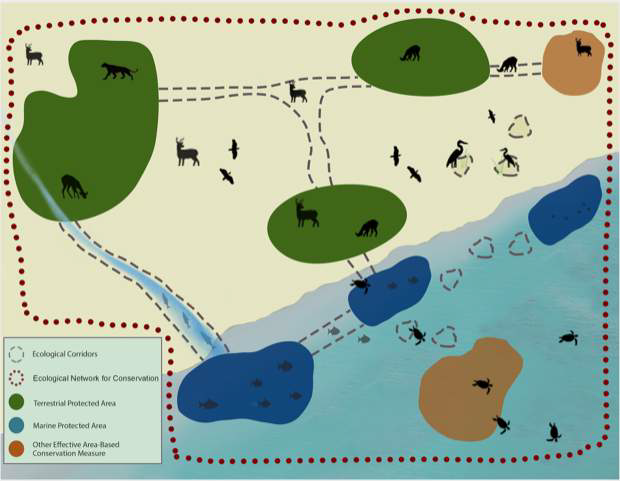 Ecological Corridors
Ecological Network for Conservation
Terrestrial Protected Area
Marine Protected Area
Other Effective Area-Based
Conservation Measure